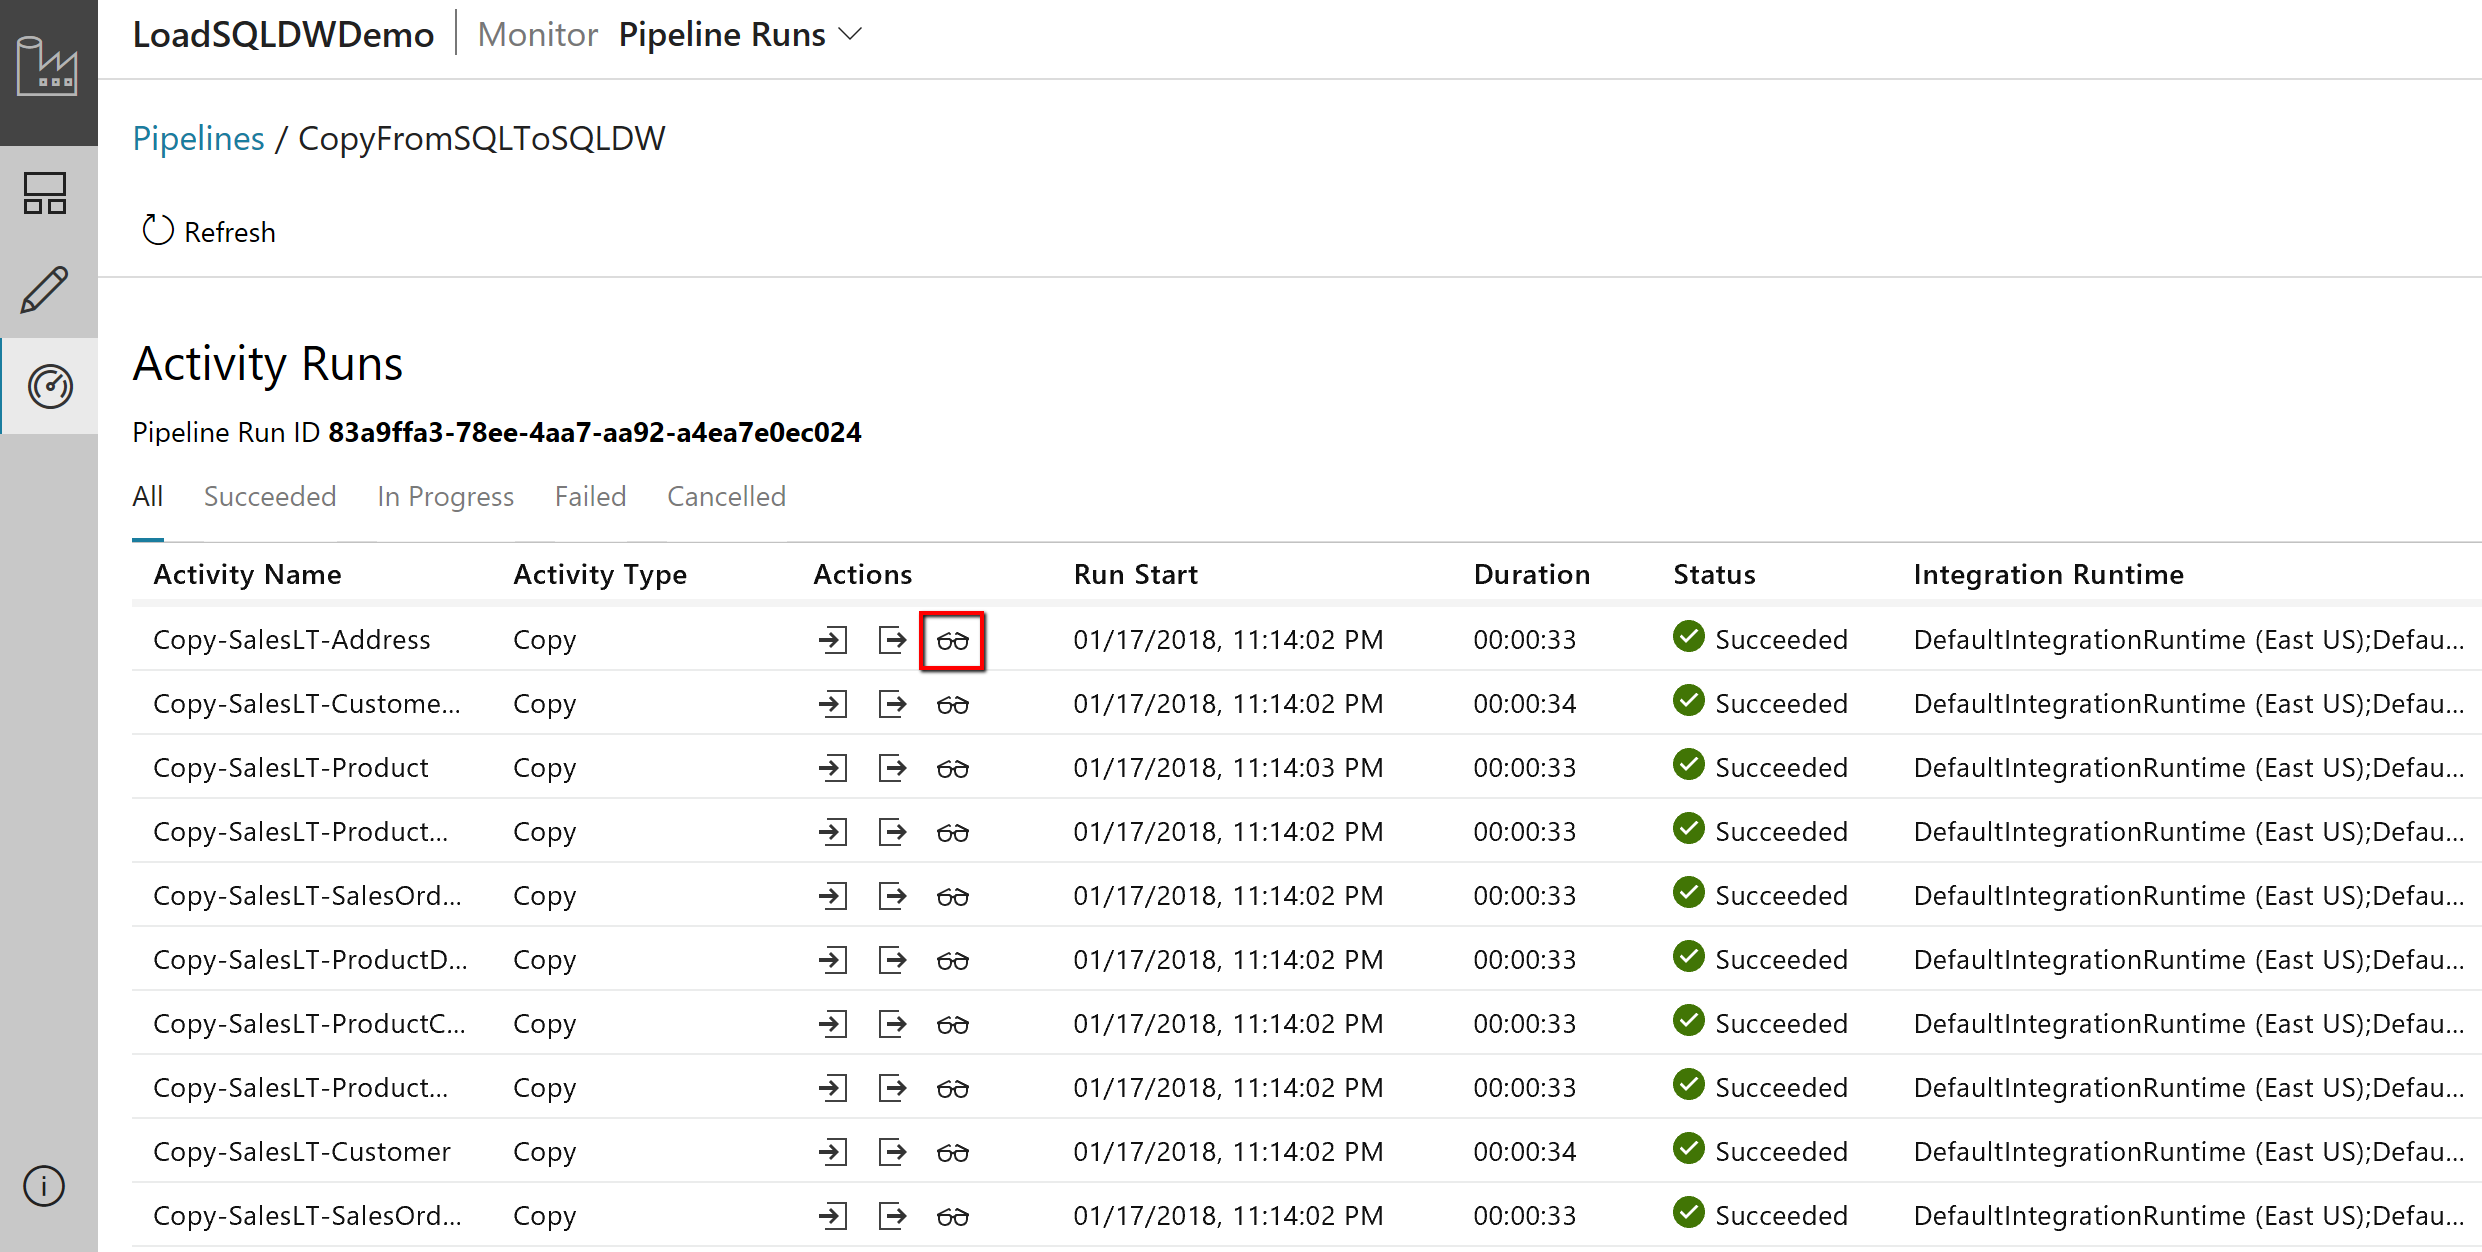 LoadSQLDWDemo Monitor Pipeline Runs
Pipelines / CopyFromSQLToSQLDW
Refresh
Activity Runs
Pipeline Run ID 83a9ffa3-78ee-4aa7-aa92-a4ea7e0ec024
All Succeeded In Progress Failed Cancelled
Activity Name Activity Type Actions Run Start Duration Status Integration Runtime
Copy-SalesLT-Address Copy 01/17/2018, 11:14:02 PM 00:00:33 Succeeded DefaultIntegrationRuntime (East US);Defau...
Copy-SalesLT-Custome... Copy 01/17/2018, 11:14:02 PM 00:00:34 Succeeded DefaultIntegrationRuntime (East US);Defau...
Copy-SalesLT-Product Copy 01/17/2018, 11:14:03 PM 00:00:33 Succeeded DefaultIntegrationRuntime (East US);Defau...
Copy-SalesLT-Product... Copy 01/17/2018, 11:14:02 PM 00:00:33 Succeeded DefaultIntegrationRuntime (East US);Defau...
Copy-SalesLT-SalesOrd... Copy 01/17/2018, 11:14:02 PM 00:00:33 Succeeded DefaultIntegrationRuntime (East US);Defau...
Copy-SalesLT-ProductD... Copy 01/17/2018, 11:14:02 PM 00:00:33 Succeeded DefaultIntegrationRuntime (East US);Defau...
Copy-SalesLT-ProductC... Copy 01/17/2018, 11:14:02 PM 00:00:33 Succeeded DefaultIntegrationRuntime (East US);Defau...
Copy-SalesLT-Product... Copy 01/17/2018, 11:14:02 PM 00:00:33 Succeeded DefaultIntegrationRuntime (East US);Defau...
Copy-SalesLT-Customer Copy 01/17/2018, 11:14:02 PM 00:00:34 Succeeded DefaultIntegrationRuntime (East US);Defau...
Copy-SalesLT-SalesOrd... Copy 01/17/2018, 11:14:02 PM 00:00:33 Succeeded DefaultIntegrationRuntime (East US);Defau...